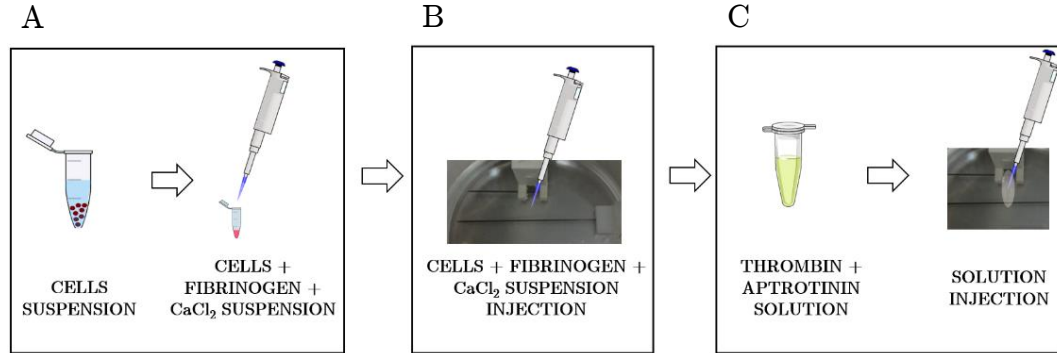 A
B
C
CELLS
SUSPENSION
CELLS +
FIBRINOGEN +
CaCl₂ SUSPENSION
CELLS + FIBRINOGEN +
CaCl₂ SUSPENSION
INJECTION
THROMBIN +
APTROTININ
SOLUTION
SOLUTION
INJECTION